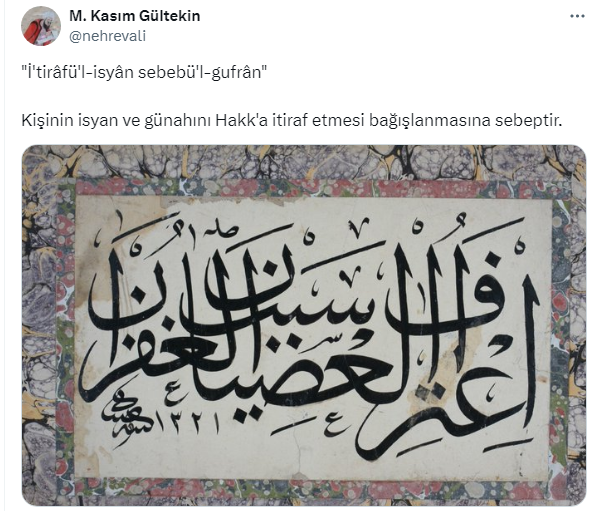 M. Kasım Gültekin
@nehrevali
"İ'tirâfü'l-isyân sebebü'l-gufrân"
Kişinin isyan ve günahını Hakk'a itiraf etmesi bağışlanmasına sebeptir.
اعتراف العصيان سبب الغفران
١٣٢١